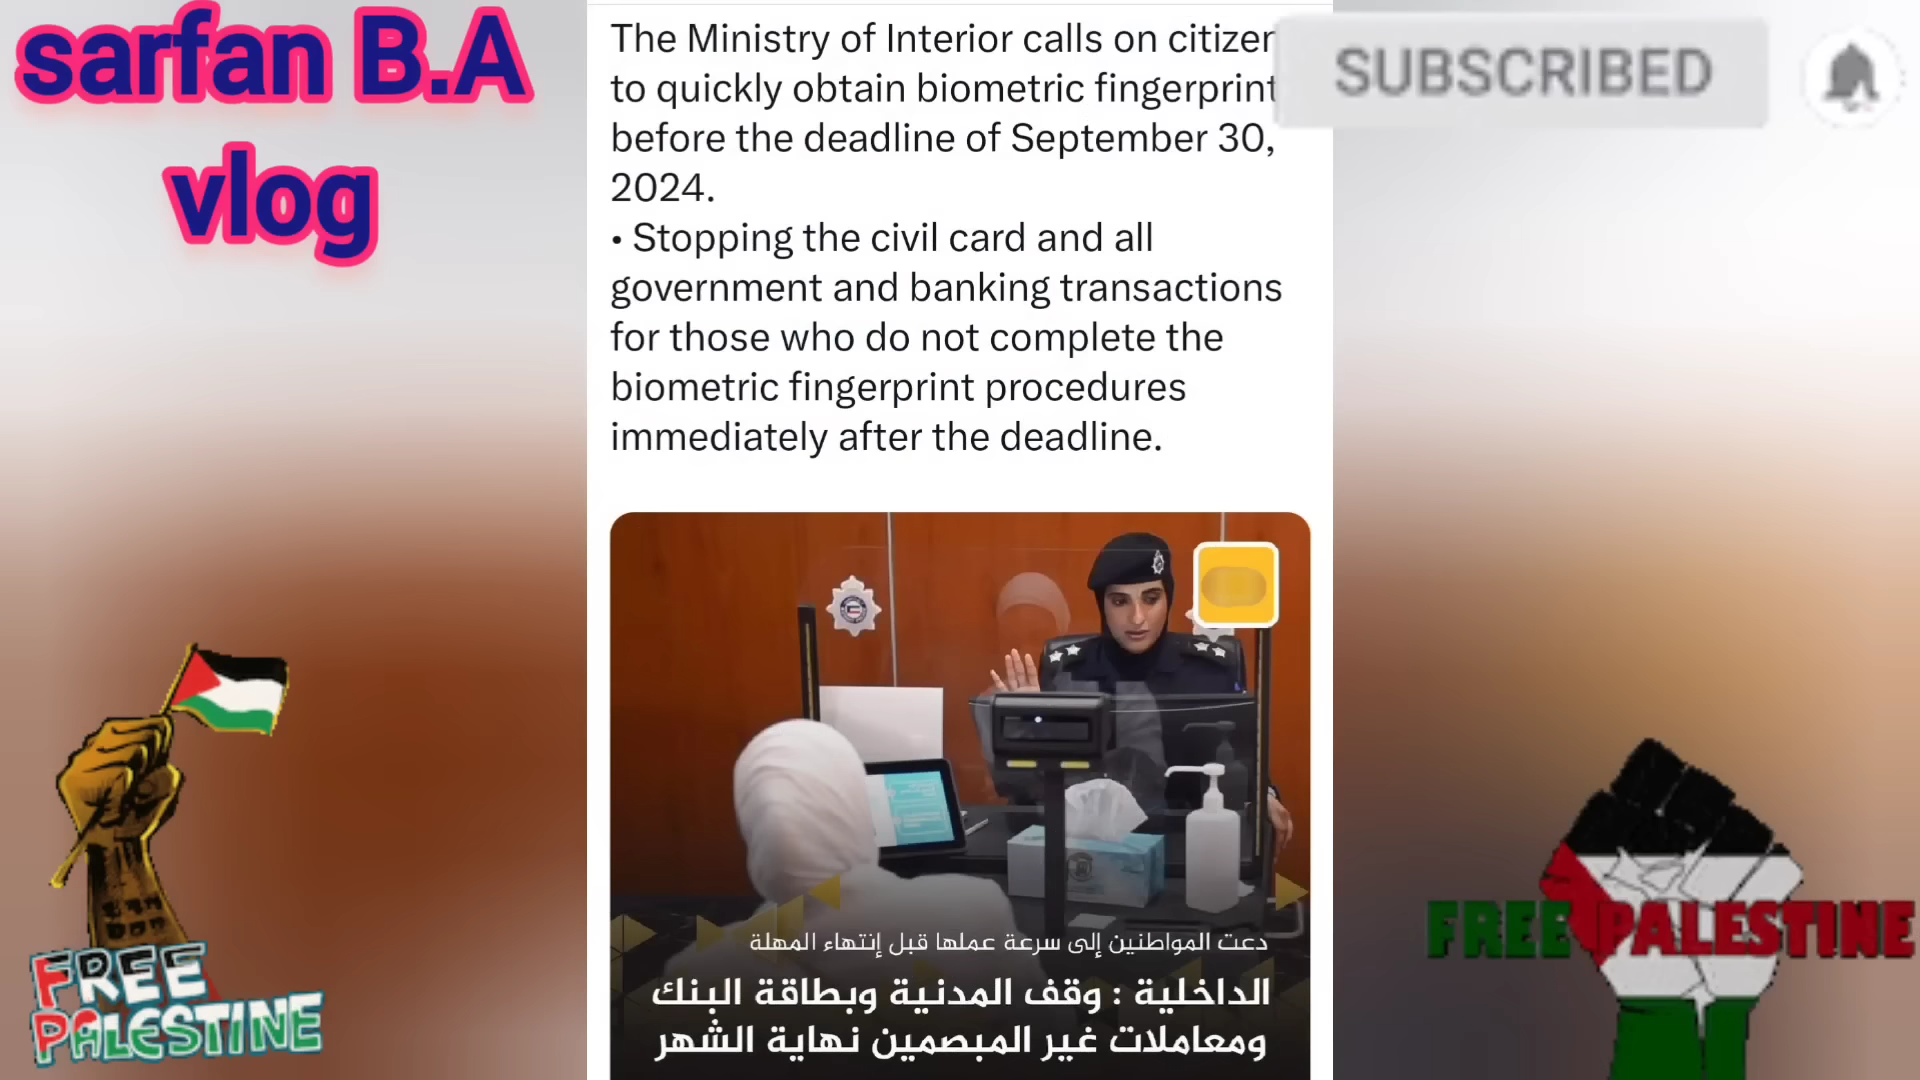 sarfan B.A
vlog
The Ministry of Interior calls on citizen
to quickly obtain biometric fingerprint
before the deadline of September 30,
2024.
• Stopping the civil card and all
government and banking transactions
for those who do not complete the
biometric fingerprint procedures
immediately after the deadline.
SUBSCRIBED
دعت المواطنين إلى سرعة عملها قبل إنتهاء المهلة
الداخلية : وقف المدنية وبطاقة البنك
ومعاملات غير المبصمين نهاية الشهر
FREE
PALESTINE
FREE PALESTINE